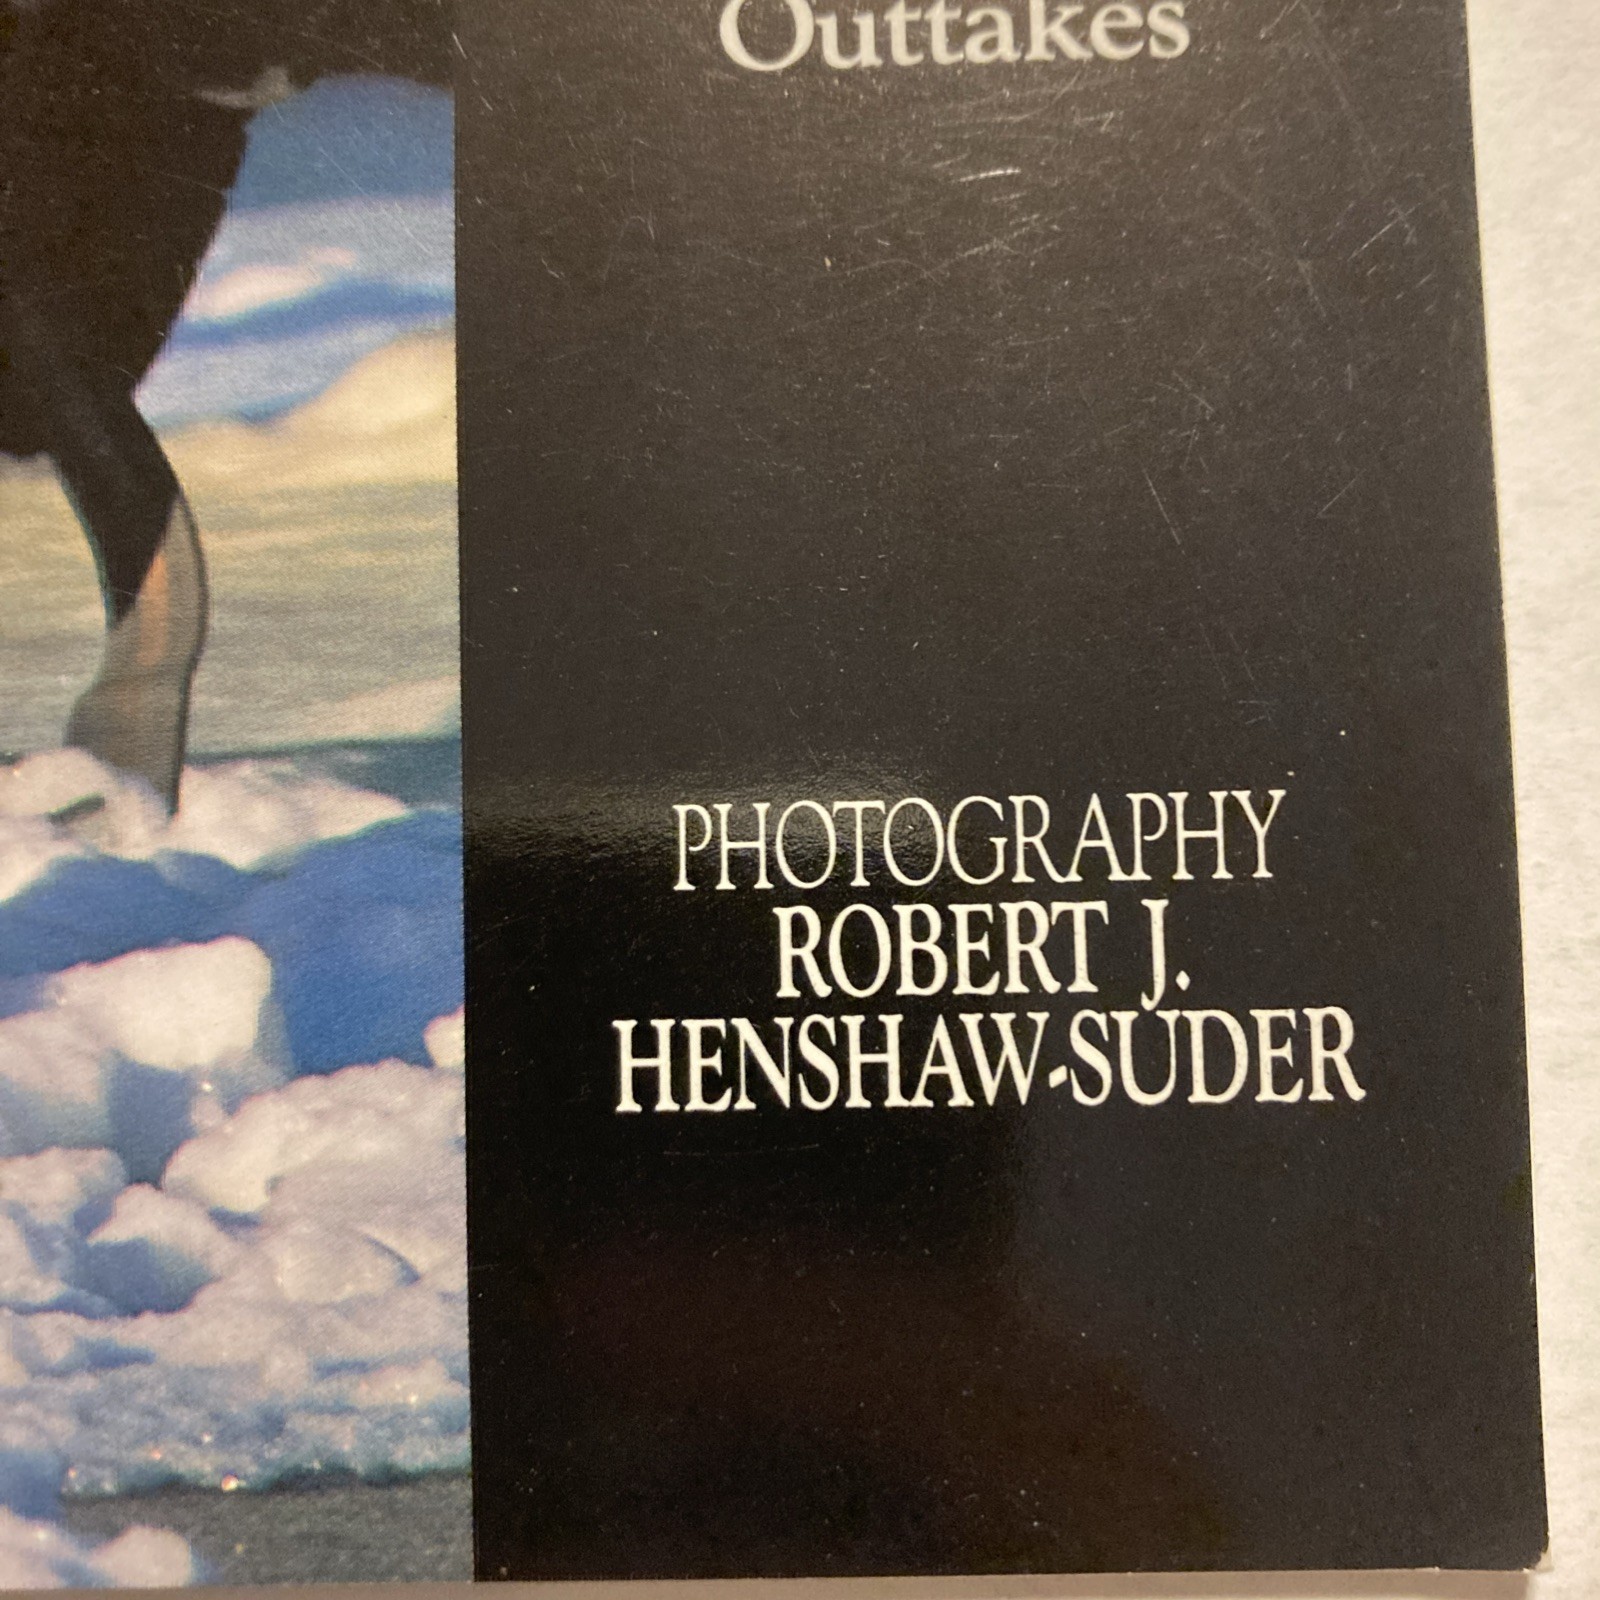 Outtakes
PHOTOGRAPHY
ROBERT J.
HENSHAW-SUDER